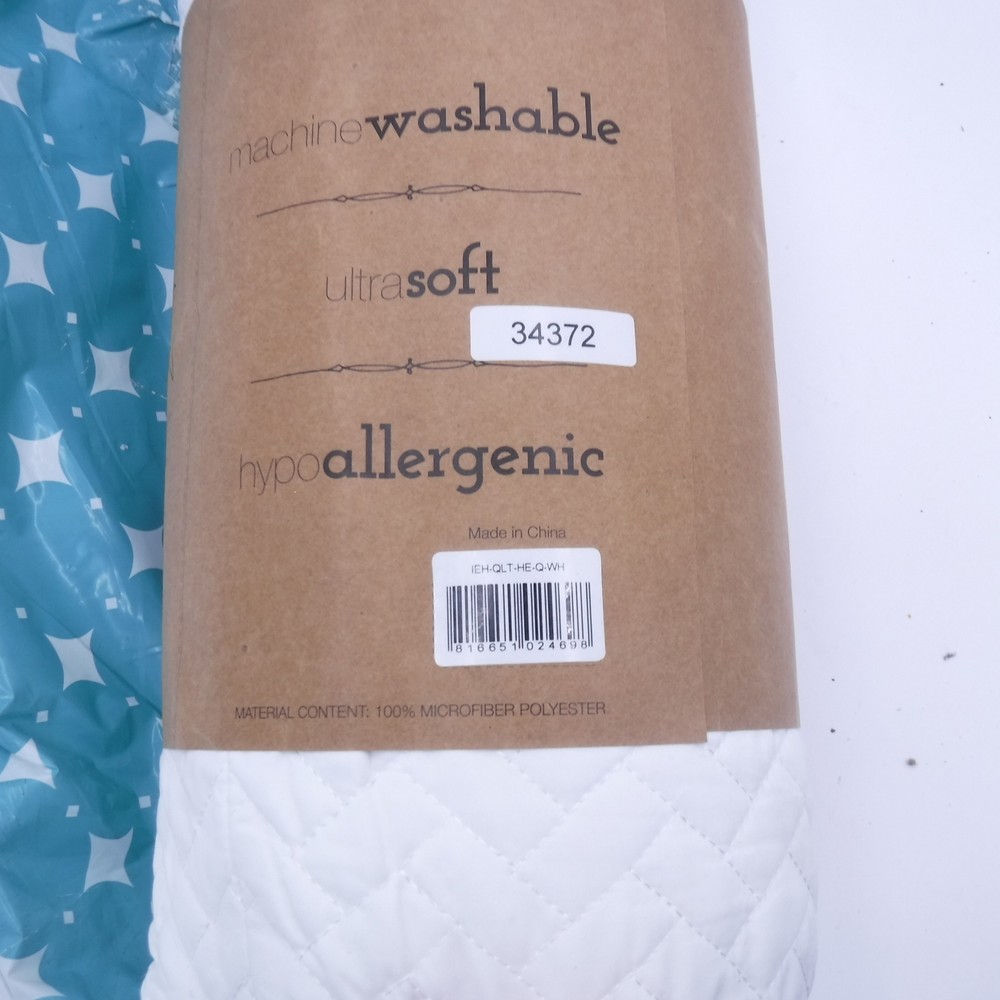 machinewashable
ultrasoft
34372
hypoallergenic
Made in China
IEH-QLT-HE-Q-WH
816651024698
MATERIAL CONTENT: 100% MICROFIBER POLYESTER